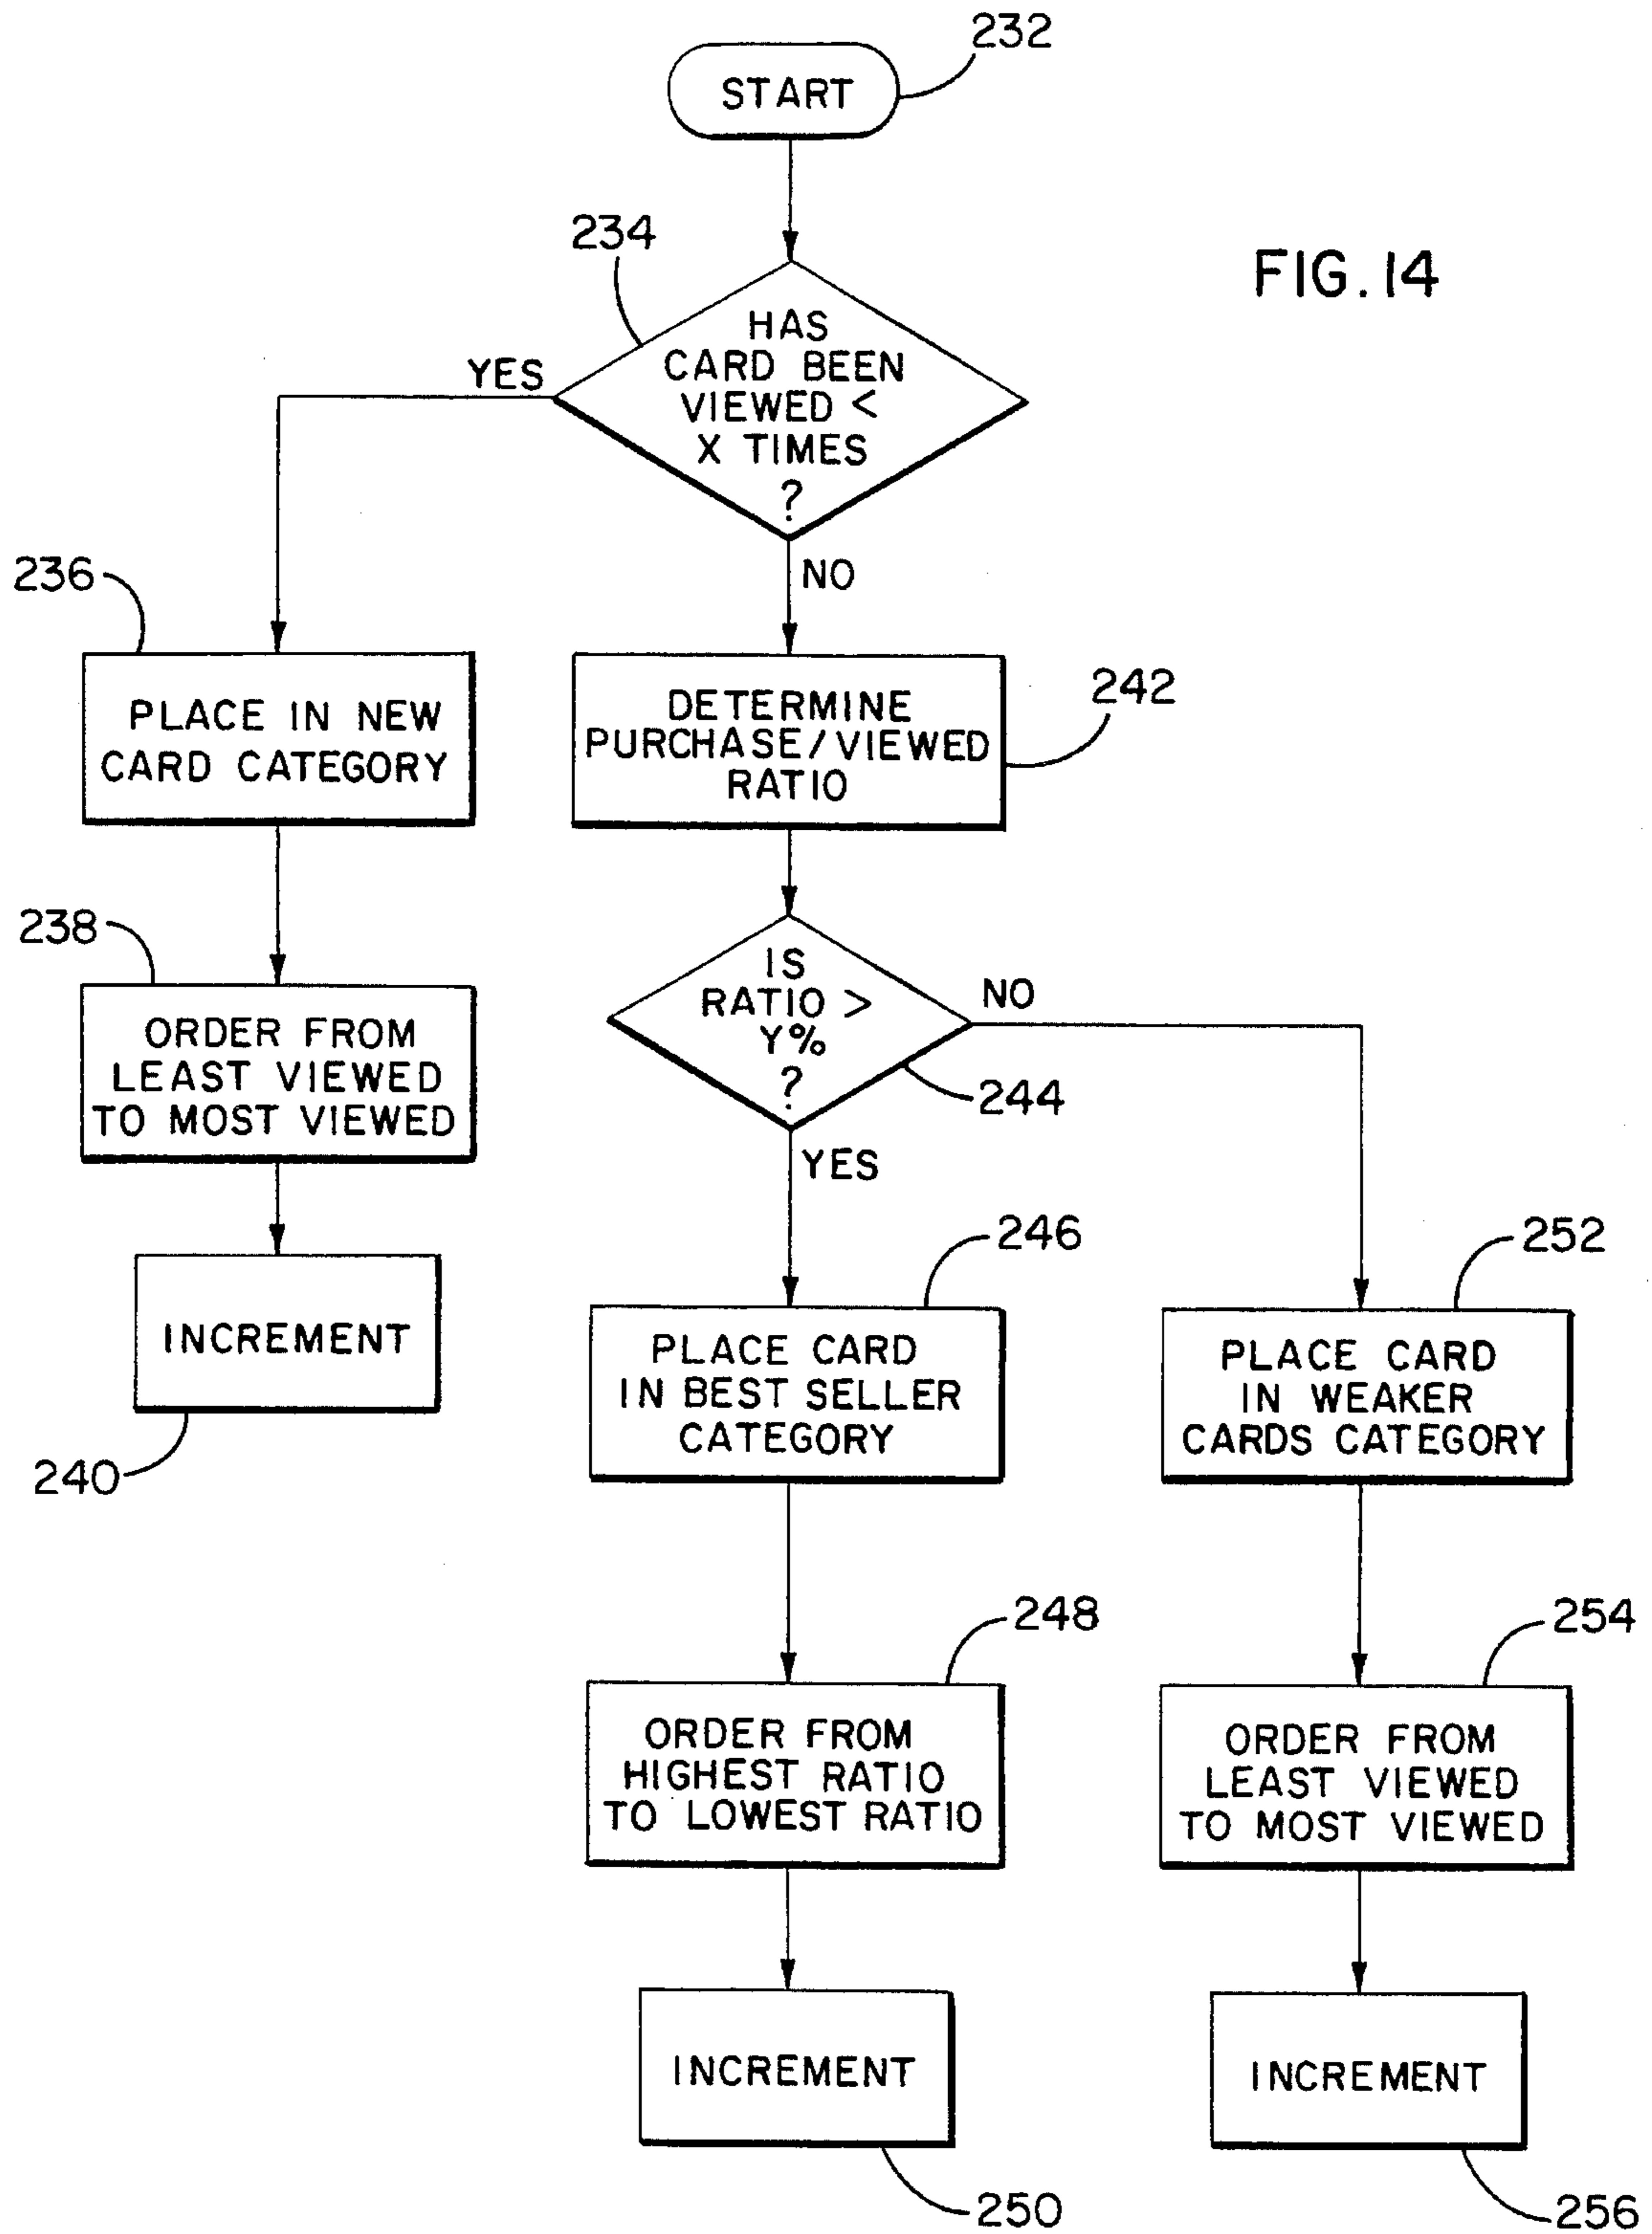 232
START
234
FIG. 14
HAS
CARD BEEN
VIEWED <
X TIMES
?
YES
NO
236
PLACE IN NEW
CARD CATEGORY
242
DETERMINE
PURCHASE/VIEWED
RATIO
238
ORDER FROM
LEAST VIEWED
TO MOST VIEWED
IS
RATIO >
Y%
?
NO
244
YES
240
INCREMENT
246
PLACE CARD
IN BEST SELLER
CATEGORY
252
PLACE CARD
IN WEAKER
CARDS CATEGORY
248
ORDER FROM
HIGHEST RATIO
TO LOWEST RATIO
254
ORDER FROM
LEAST VIEWED
TO MOST VIEWED
INCREMENT
250
INCREMENT
256